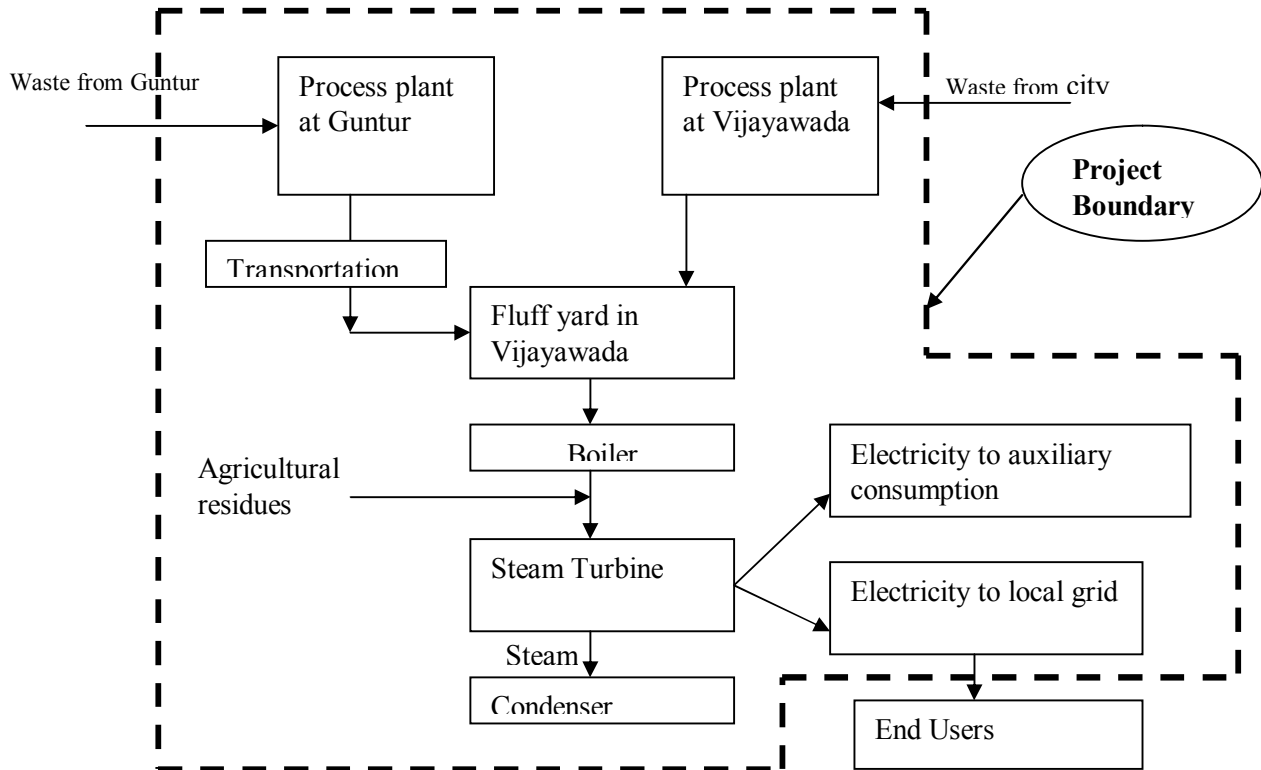 Waste from Guntur
Process plant
at Guntur
Process plant
at Vijayawada
Waste from city
Project
Boundary
Transportation
Fluff yard in
Vijayawada
Boiler
Agricultural
residues
Electricity to auxiliary
consumption
Steam Turbine
Electricity to local grid
Steam
Condenser
End Users